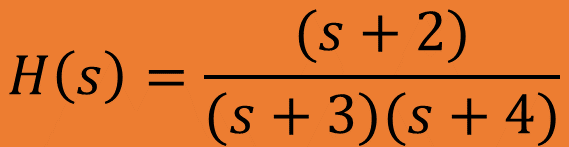 H(s) = (s + 2) / (s + 3)(s + 4)